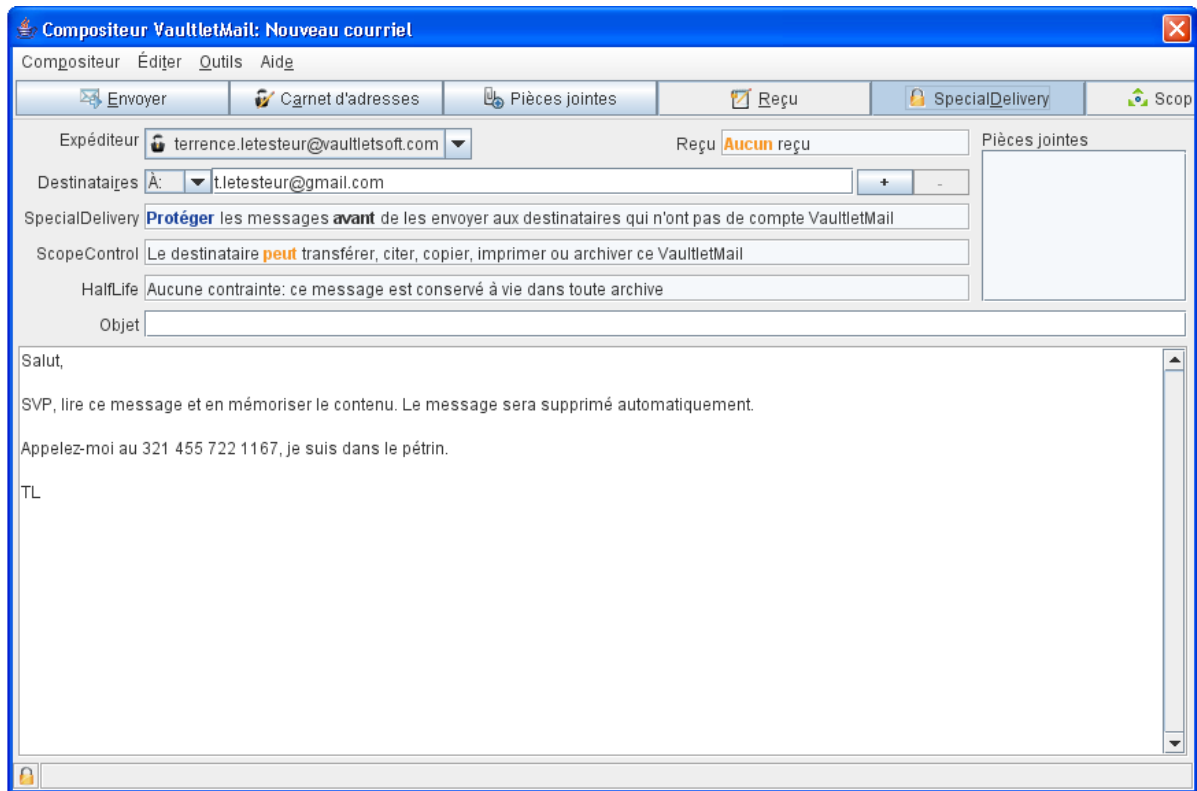 Compositeur VaultletMail: Nouveau courriel
Compositeur Éditer Outils Aide
Envoyer Carnet d'adresses Pièces jointes Reçu SpecialDelivery Scop
Expéditeur terrence.letesteur@vaultletsoft.com Reçu Aucun reçu Pièces jointes
Destinataires À: t.letesteur@gmail.com + -
SpecialDelivery Protéger les messages avant de les envoyer aux destinataires qui n'ont pas de compte VaultletMail
ScopeControl Le destinataire peut transférer, citer, copier, imprimer ou archiver ce VaultletMail
HalfLife Aucune contrainte: ce message est conservé à vie dans toute archive
Objet
Salut,
SVP, lire ce message et en mémoriser le contenu. Le message sera supprimé automatiquement.
Appelez-moi au 321 455 722 1167, je suis dans le pétrin.
TL